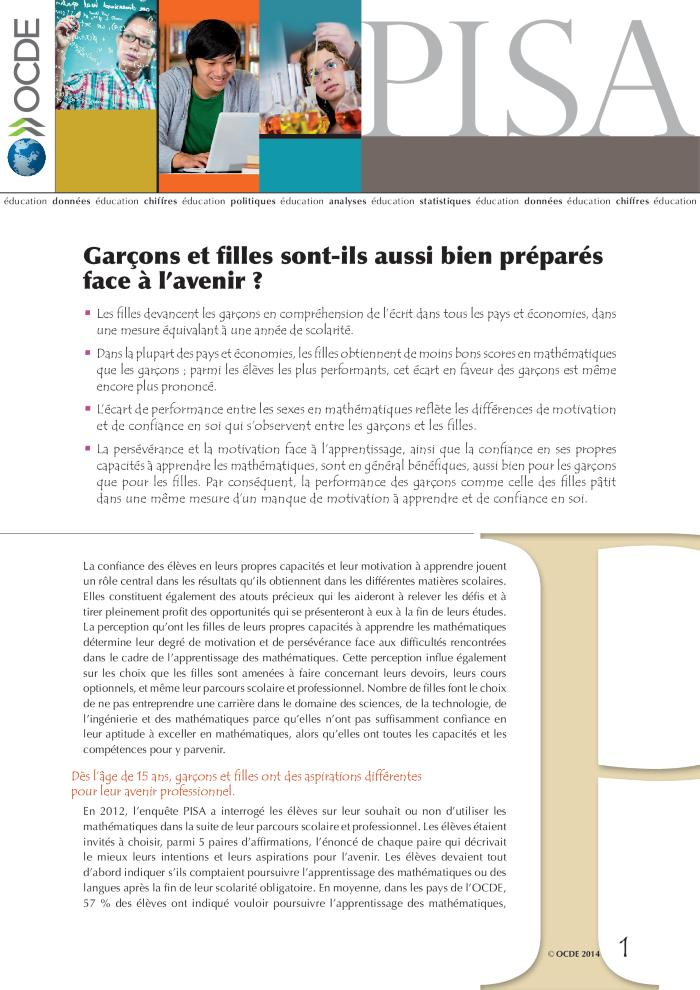 OCDE
PISA
éducation données éducation chiffres éducation politiques éducation analyses éducation statistiques éducation données éducation chiffres éducation
Garçons et filles sont-ils aussi bien préparés
face à l’avenir ?
▪ Les filles devancent les garçons en compréhension de l’écrit dans tous les pays et économies, dans
une mesure équivalant à une année de scolarité.
▪ Dans la plupart des pays et économies, les filles obtiennent de moins bons scores en mathématiques
que les garçons ; parmi les élèves les plus performants, cet écart en faveur des garçons est même
encore plus prononcé.
▪ L’écart de performance entre les sexes en mathématiques reflète les différences de motivation
et de confiance en soi qui s’observent entre les garçons et les filles.
▪ La persévérance et la motivation face à l’apprentissage, ainsi que la confiance en ses propres
capacités à apprendre les mathématiques, sont en général bénéfiques, aussi bien pour les garçons
que pour les filles. Par conséquent, la performance des garçons comme celle des filles pâtit
dans une même mesure d’un manque de motivation à apprendre et de confiance en soi.
La confiance des élèves en leurs propres capacités et leur motivation à apprendre jouent
un rôle central dans les résultats qu’ils obtiennent dans les différentes matières scolaires.
Elles constituent également des atouts précieux qui les aideront à relever les défis et à
tirer pleinement profit des opportunités qui se présenteront à eux à la fin de leurs études.
La perception qu’ont les filles de leurs propres capacités à apprendre les mathématiques
détermine leur degré de motivation et de persévérance face aux difficultés rencontrées
dans le cadre de l’apprentissage des mathématiques. Cette perception influe également
sur les choix que les filles sont amenées à faire concernant leurs devoirs, leurs cours
optionnels, et même leur parcours scolaire et professionnel. Nombre de filles font le choix
de ne pas entreprendre une carrière dans le domaine des sciences, de la technologie, de
l’ingénierie et des mathématiques parce qu’elles n’ont pas suffisamment confiance en
leur aptitude à exceller en mathématiques, alors qu’elles ont toutes les capacités et les
compétences pour y parvenir.
Dès l’âge de 15 ans, garçons et filles ont des aspirations différentes
pour leur avenir professionnel.
En 2012, l’enquête PISA a interrogé les élèves sur leur souhait ou non d’utiliser les
mathématiques dans la suite de leur parcours scolaire et professionnel. Les élèves étaient
invités à choisir, parmi 5 paires d’affirmations, l’énoncé de chaque paire qui décrivait
le mieux leurs intentions et leurs aspirations pour l’avenir. Les élèves devaient tout
d’abord indiquer s’ils comptaient poursuivre l’apprentissage des mathématiques ou des
langues après la fin de leur scolarité obligatoire. En moyenne, dans les pays de l’OCDE,
57 % des élèves ont indiqué vouloir poursuivre l’apprentissage des mathématiques,
© OCDE 2014 1